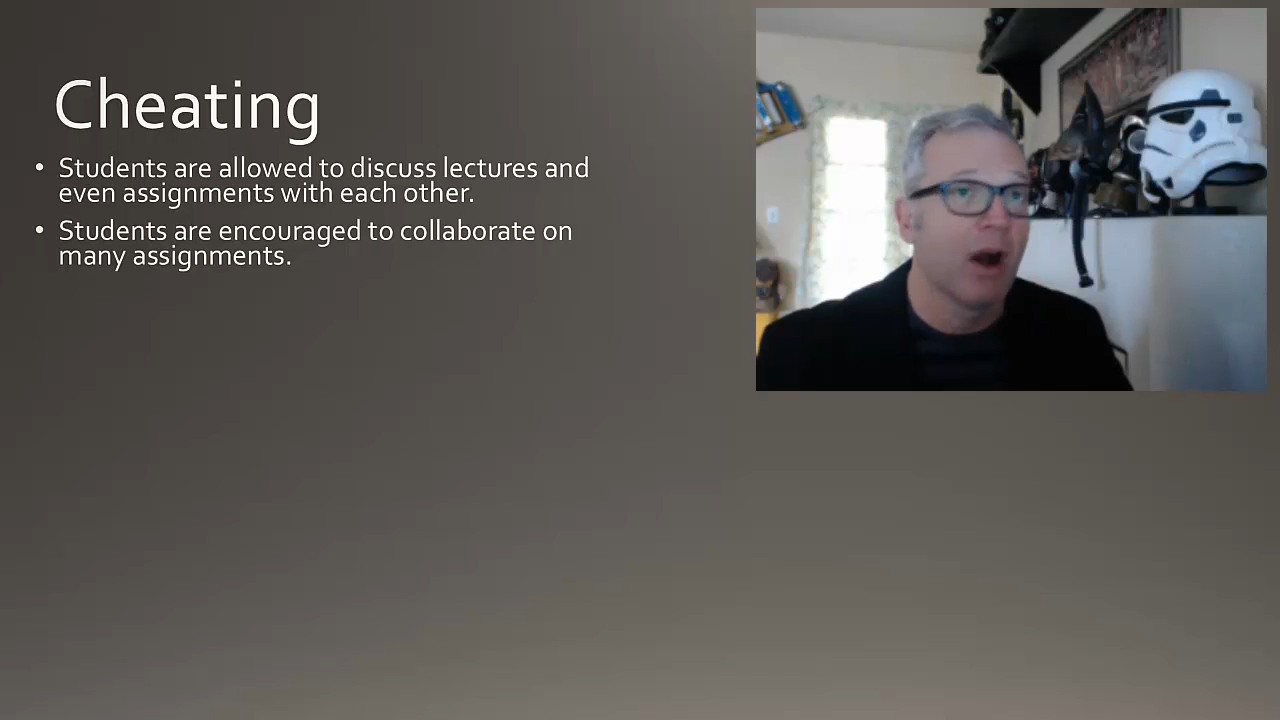 Cheating
• Students are allowed to discuss lectures and
even assignments with each other.
• Students are encouraged to collaborate on
many assignments.